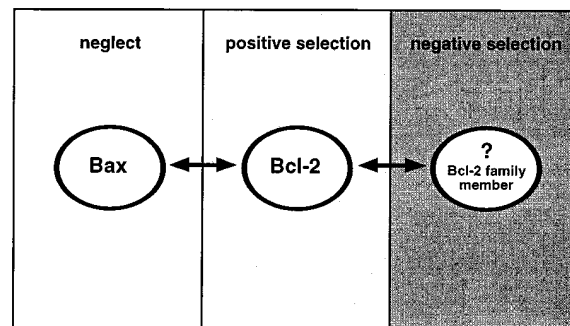 neglect
positive selection
negative selection
Bax
Bcl-2
?
Bcl-2 family
member